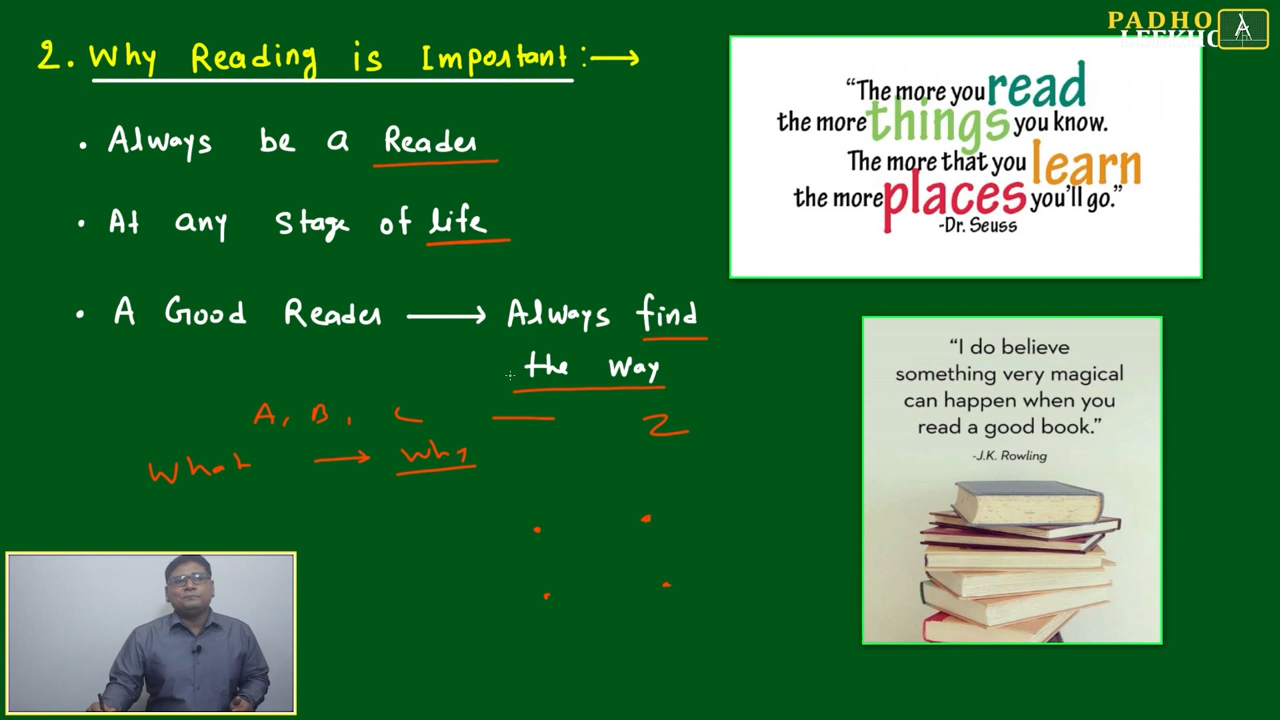 2. Why Reading is Important :→
• Always be a Reader
• At any stage of life
• A Good Reader → Always find
the way
A, B, C — Z
What → Why
PADHO
LEEKHO
“The more you read
the more things you know.
The more that you learn
the more places you'll go.”
-Dr. Seuss
“I do believe
something very magical
can happen when you
read a good book.”
-J.K. Rowling